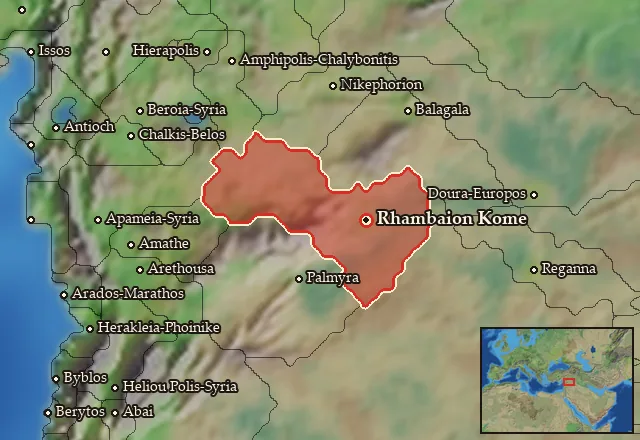 Issos
Hierapolis
Amphipolis-Chalybonitis
Nikephorion
Beroia-Syria
Balagala
Antioch
Chalkis-Belos
Doura-Europos
Apameia-Syria
Rhambaion Kome
Amathe
Arethousa
Reganna
Palmyra
Arados-Marathos
Herakleia-Phoinike
Byblos
Heliou Polis-Syria
Berytos
Abai